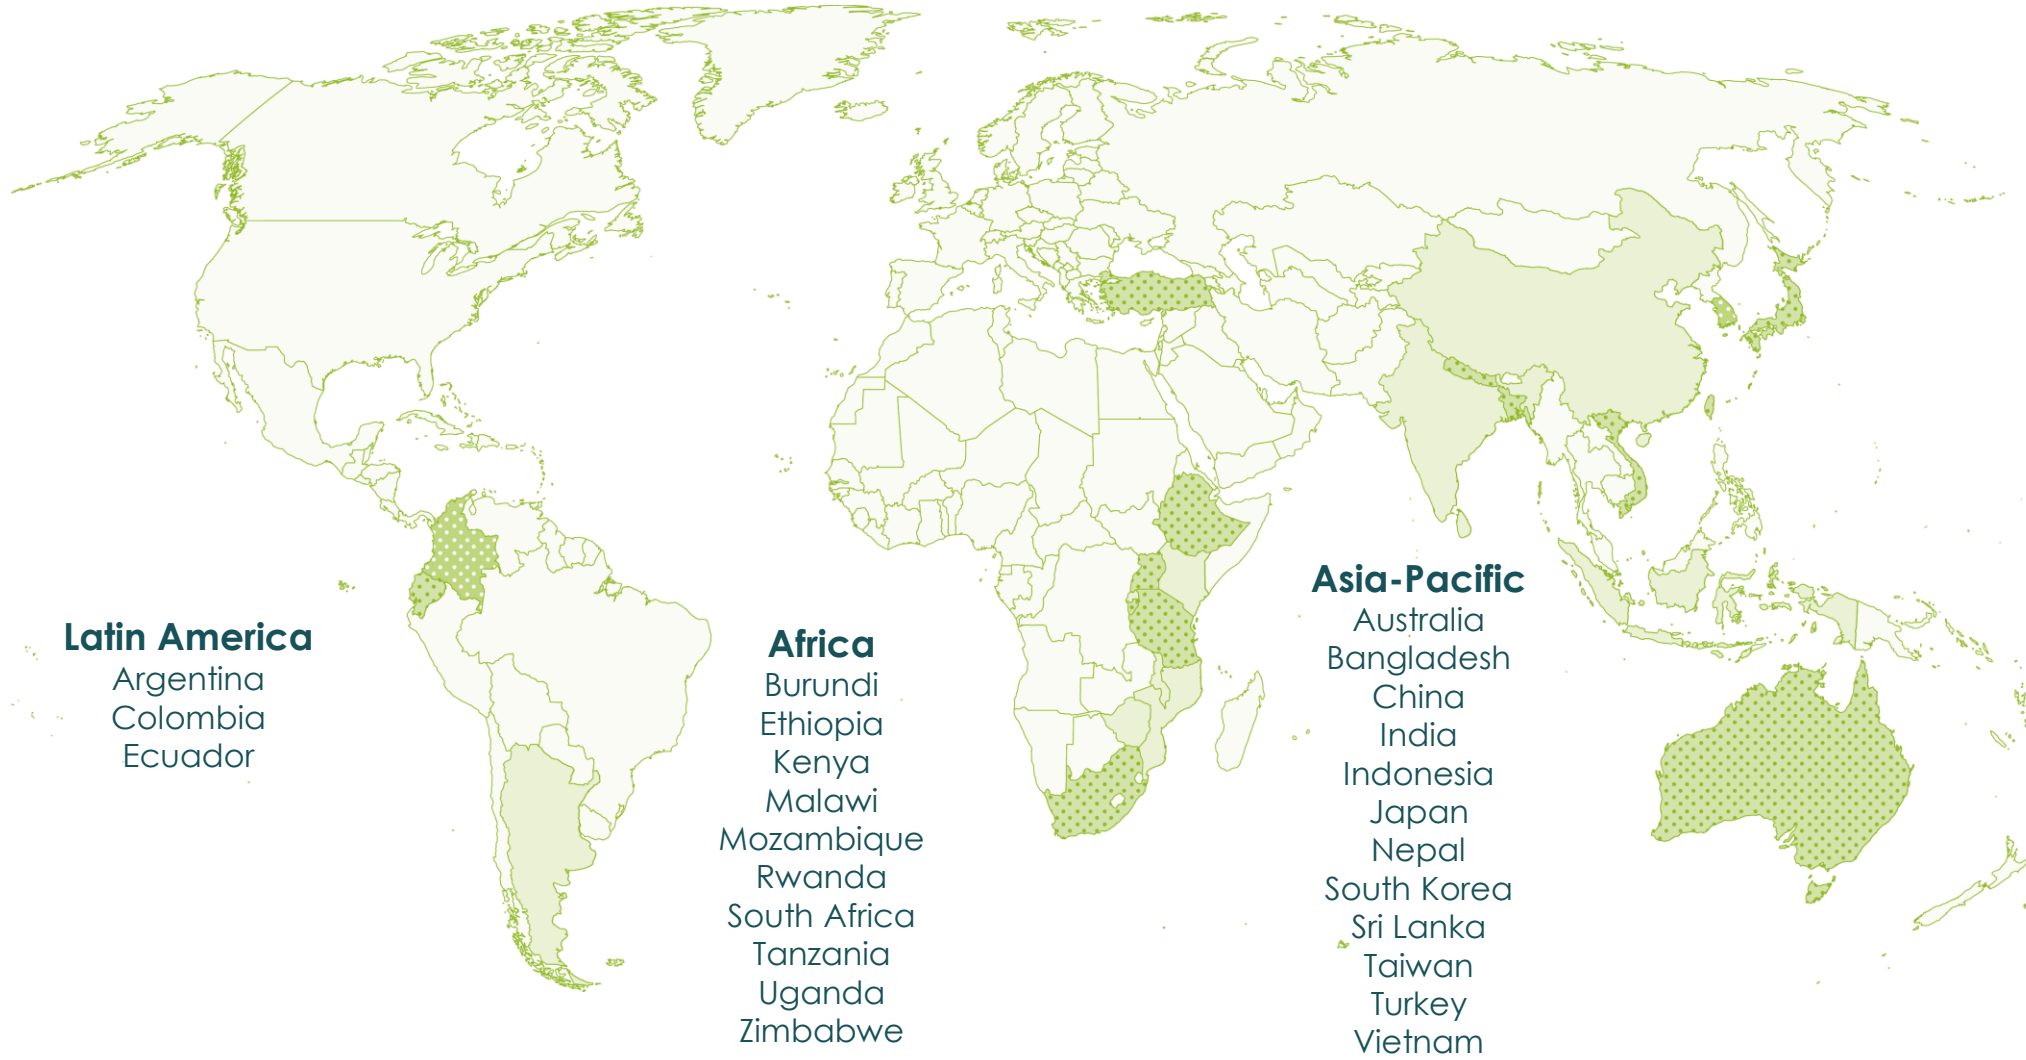 Latin America
Argentina
Colombia
Ecuador
Africa
Burundi
Ethiopia
Kenya
Malawi
Mozambique
Rwanda
South Africa
Tanzania
Uganda
Zimbabwe
Asia-Pacific
Australia
Bangladesh
China
India
Indonesia
Japan
Nepal
South Korea
Sri Lanka
Taiwan
Turkey
Vietnam